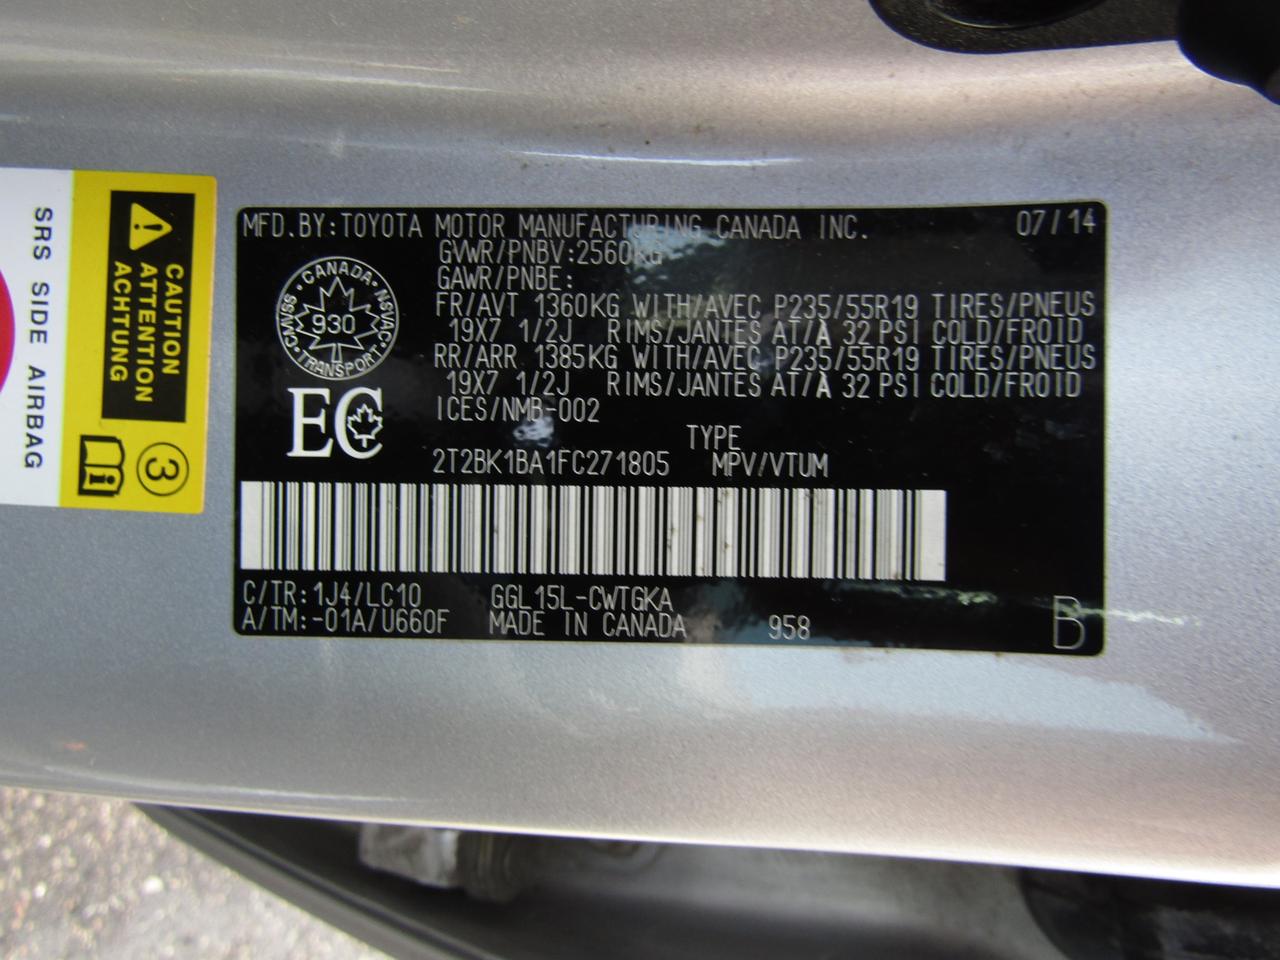 MFD.BY:TOYOTA MOTOR MANUFACTURING CANADA INC. 07/14
GVWR/PNBV:2560KG
GAWR/PNBE:
FR/AVT 1360KG WITH/AVEC P235/55R19 TIRES/PNEUS
19X7 1/2J RIMS/JANTES AT/À 32 PSI COLD/FROID
RR/ARR 1385KG WITH/AVEC P235/55R19 TIRES/PNEUS
19X7 1/2J RIMS/JANTES AT/À 32 PSI COLD/FROID
ICES/NMB-002
TYPE
2T2BK1BA1FC271805 MPV/VTUM
C/TR:1J4/LC10 GGL15L-CWTGKA
A/TM:-01A/U660F MADE IN CANADA 958 B
CANADA · NSVAC · TRANSPORT · CMVSS ·
930
EC
CAUTION
ATTENTION
ACHTUNG
3
i
SRS SIDE AIRBAG